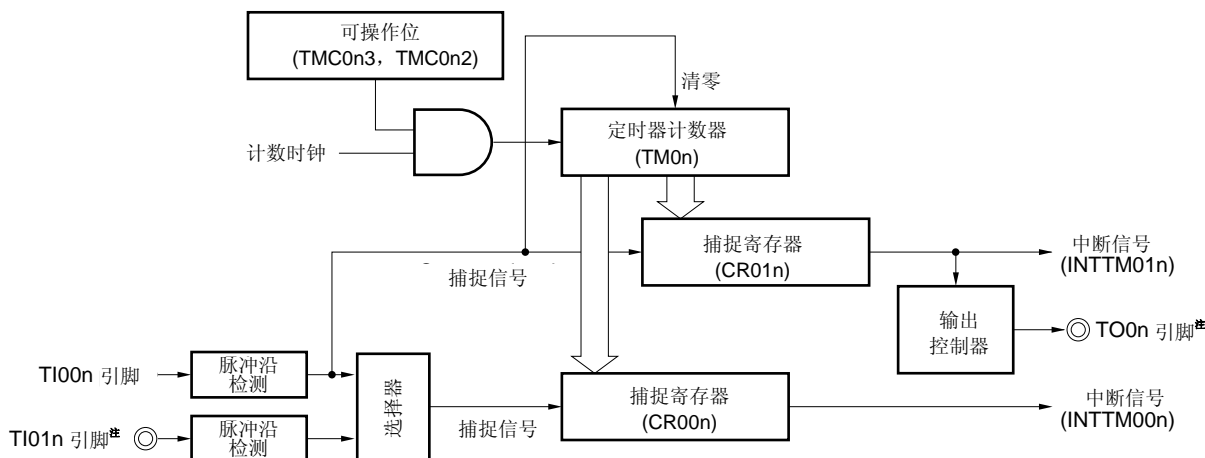 可操作位
(TMC0n3，TMC0n2)
清零
计数时钟
定时器计数器
(TM0n)
捕捉寄存器
(CR01n)
中断信号
(INTTM01n)
捕捉信号
输出
控制器
TO0n 引脚注
TI00n 引脚
脉冲沿
检测
选择器
捕捉寄存器
(CR00n)
中断信号
(INTTM00n)
捕捉信号
TI01n 引脚注
脉冲沿
检测